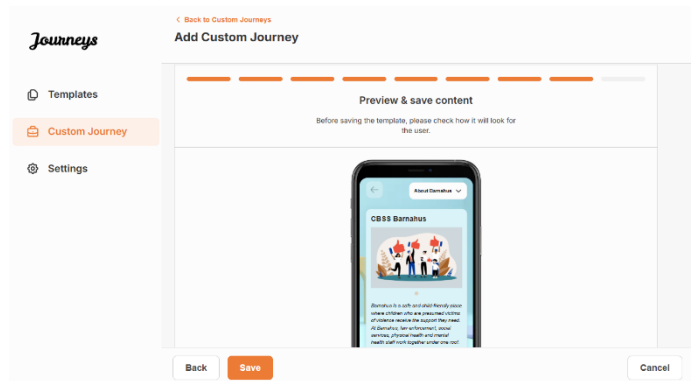 Journeys
< Back to Custom Journeys
Add Custom Journey
Templates
Custom Journey
Settings
Preview & save content
Before saving the template, please check how it will look for
the user.
About Barnahus
CBSS Barnahus
Barnahus is a safe and child-friendly place
where children who are presumed victims
of violence receive the support they need.
At Barnahus, law enforcement, social
services, physical health and mental
health staff work together under one roof.
Back
Save
Cancel